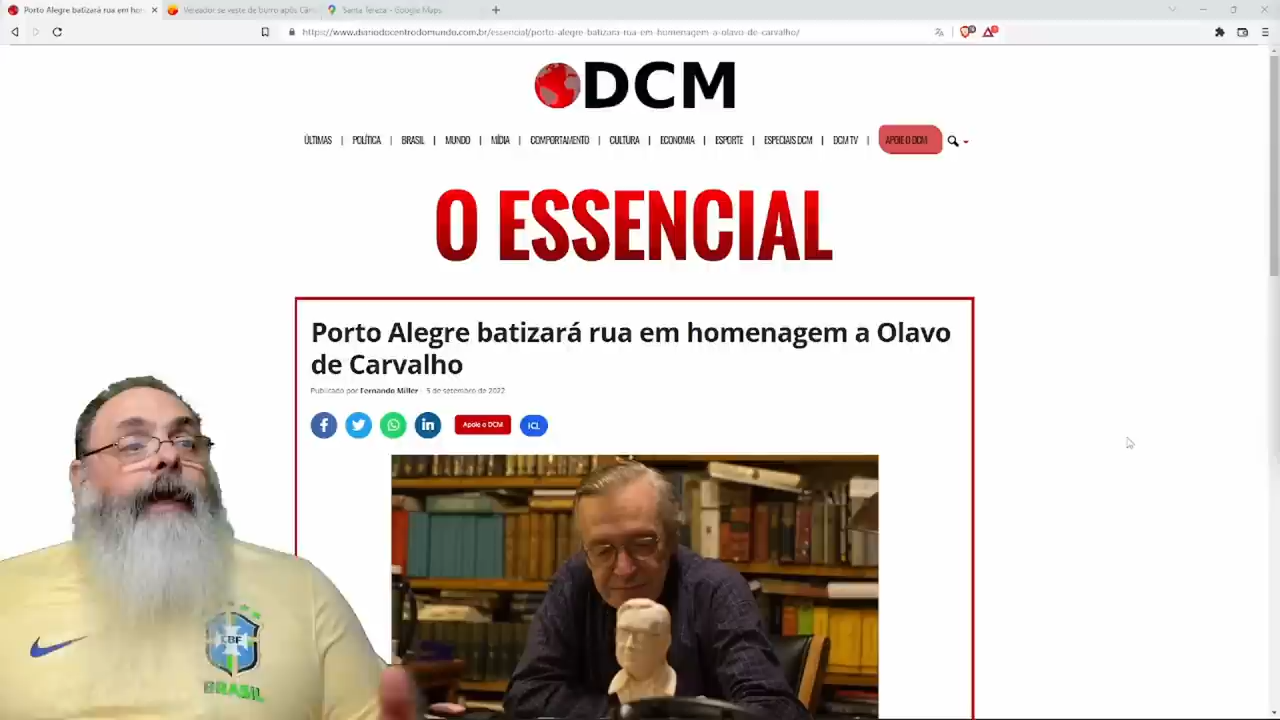 Porto Alegre batizará rua em hom
Vereador se veste de burro após Câm
Santa Tereza - Google Maps
https://www.diariodocentrodomundo.com.br/essencial/porto-alegre-batizara-rua-em-homenagem-a-olavo-de-carvalho/
DCM
ÚLTIMAS | POLÍTICA | BRASIL | MUNDO | MÍDIA | COMPORTAMENTO | CULTURA | ECONOMIA | ESPORTE | ESPECIAIS DCM | DCM TV | APOIE O DCM
O ESSENCIAL
Porto Alegre batizará rua em homenagem a Olavo
de Carvalho
Publicado por Fernando Miller - 5 de setembro de 2022
Apoie o DCM
ICL
CBF
BRASIL